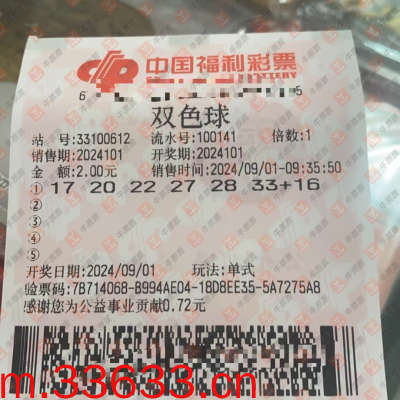 中国福利彩票
双色球
站 号:33100612 流水号:100141 倍数:1
销售期:2024101 开奖期:2024101
金 额:2.00元 销售时间:2024/09/01-09:35:50
① 17 20 22 27 28 33+16
②
③
④
⑤
开奖日期:2024/09/01 玩法:单式
验票码:7B714068-B994AE04-18D8EE35-5A7275AB
感谢您为公益事业贡献0.72元
m.33633.cn